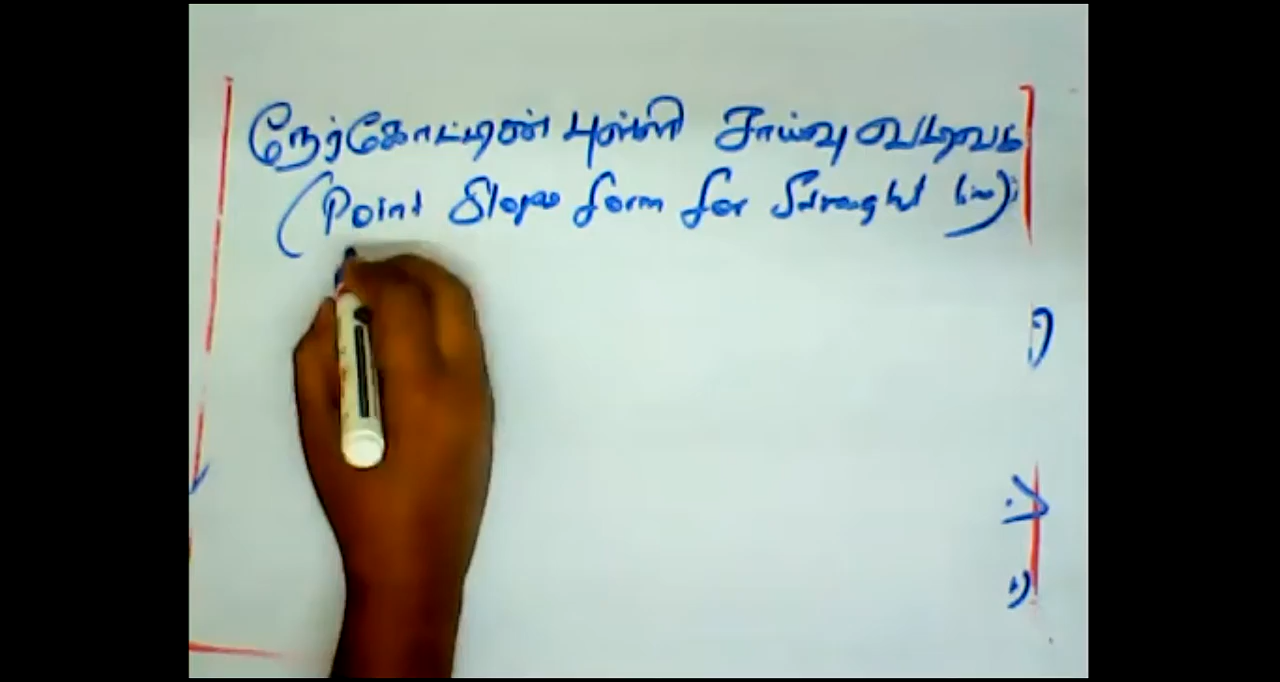 நேர்கோட்டின் புள்ளி சாய்வு வடிவம்
(Point Slope form for Straight line);